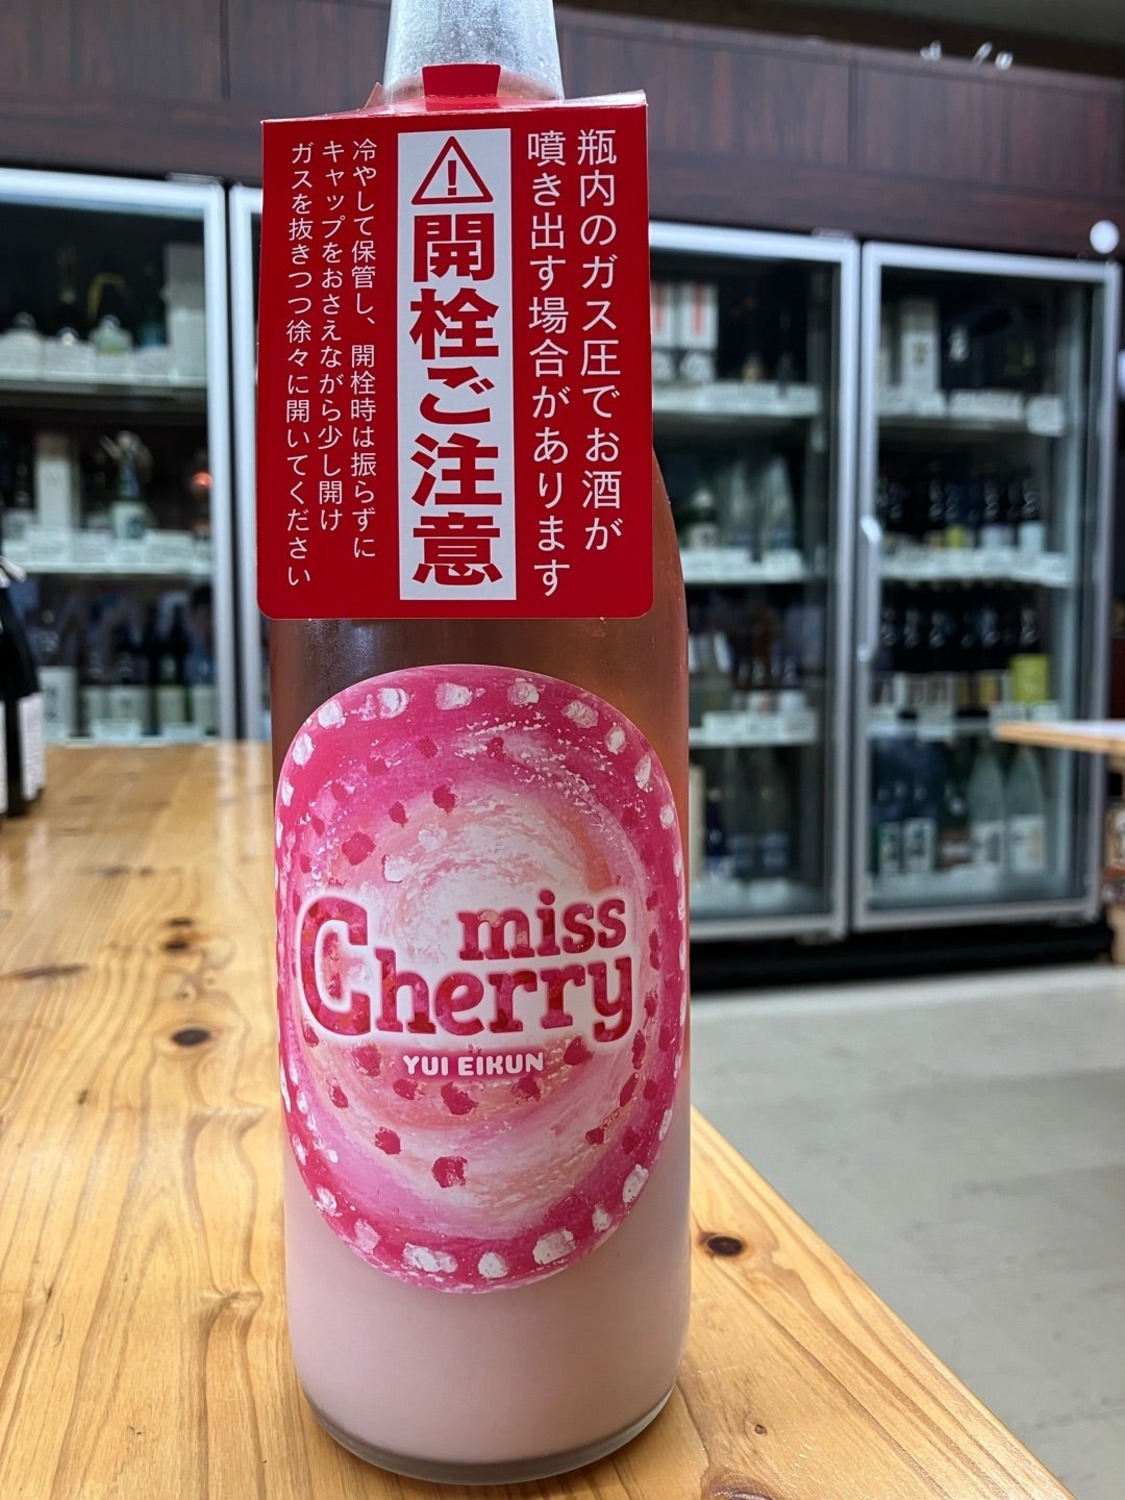 瓶内のガス圧でお酒が
噴き出す場合があります
開栓ご注意
冷やして保管し、開栓時は振らずに
キャップをおさえながら少し開け
ガスを抜きつつ徐々に開いてください
miss
Cherry
YUI EIKUN